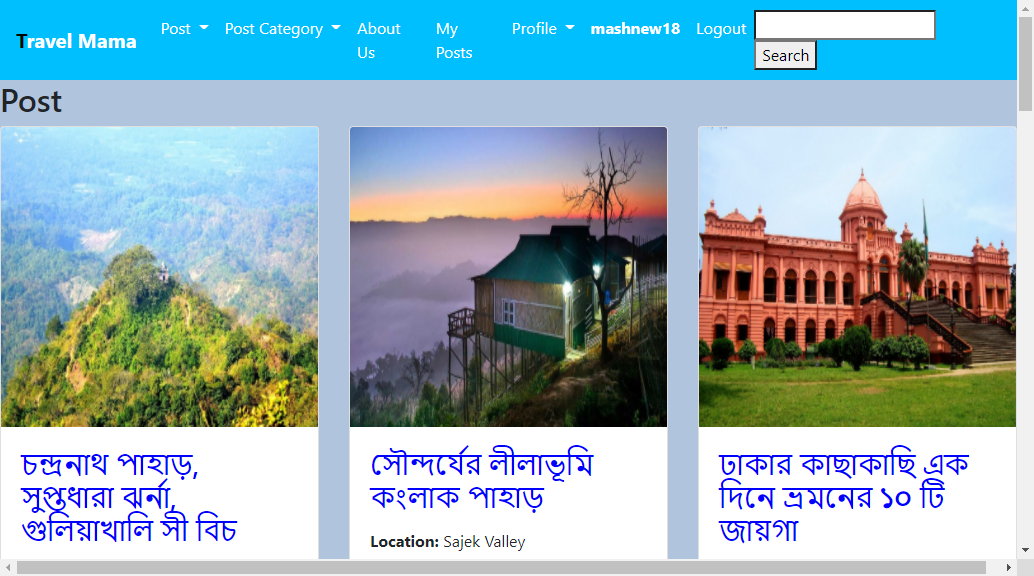 Travel Mama Post Post Category About Us My Posts Profile mashnew18 Logout
Search
Post
চন্দ্রনাথ পাহাড়,
সুপ্তধারা ঝর্না,
গুলিয়াখালি সী বিচ
সৌন্দর্যের লীলাভূমি
কংলাক পাহাড়
Location: Sajek Valley
ঢাকার কাছাকাছি এক
দিনে ভ্রমনের ১০ টি
জায়গা